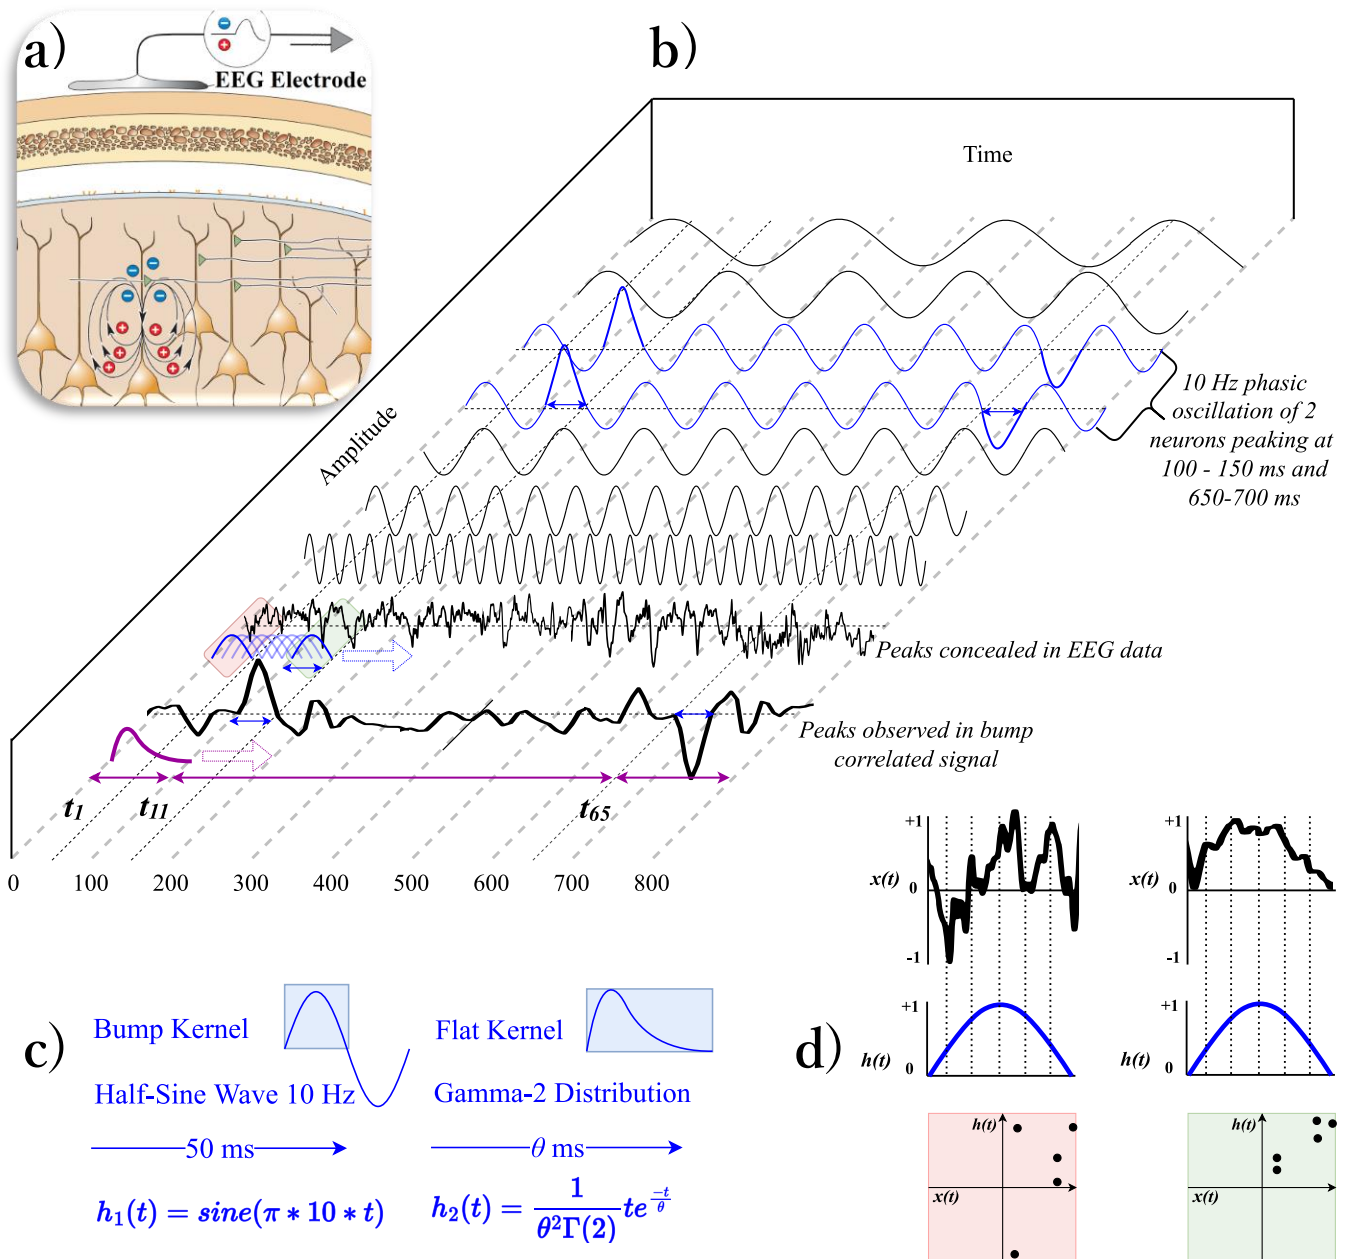 a)
EEG Electrode
b)
Time
Amplitude
10 Hz phasic
oscillation of 2
neurons peaking at
100 - 150 ms and
650-700 ms
Peaks concealed in EEG data
Peaks observed in bump
correlated signal
t1 t11 t65
0 100 200 300 400 500 600 700 800
c)
Bump Kernel
Half-Sine Wave 10 Hz
50 ms
h₁(t) = sine(π * 10 * t)
Flat Kernel
Gamma-2 Distribution
θ ms
h₂(t) = 1/(θ²Γ(2)) te^(-t/θ)
d)
+1
x(t) 0
-1
+1
h(t) 0
h(t)
x(t)
+1
x(t) 0
-1
+1
h(t) 0
h(t)
x(t)